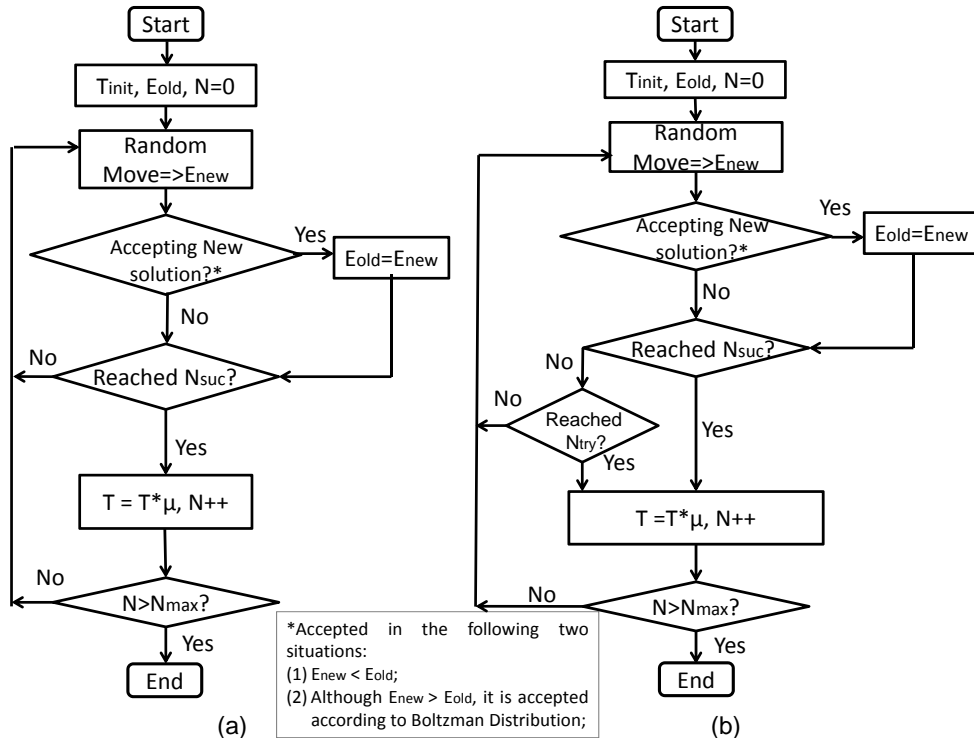 Start
Tinit, Eold, N=0
Random
Move=>Enew
Accepting New
solution?*
Yes
Eold=Enew
No
Reached Nsuc?
No
Yes
T = T*μ, N++
No
N>Nmax?
Yes
End
(a)
*Accepted in the following two
situations:
(1) Enew < Eold;
(2) Although Enew > Eold, it is accepted
according to Boltzman Distribution;
Start
Tinit, Eold, N=0
Random
Move=>Enew
Accepting New
solution?*
Yes
Eold=Enew
No
Reached Nsuc?
No
No
Reached
Ntry?
Yes
Yes
T =T*μ, N++
No
N>Nmax?
Yes
End
(b)